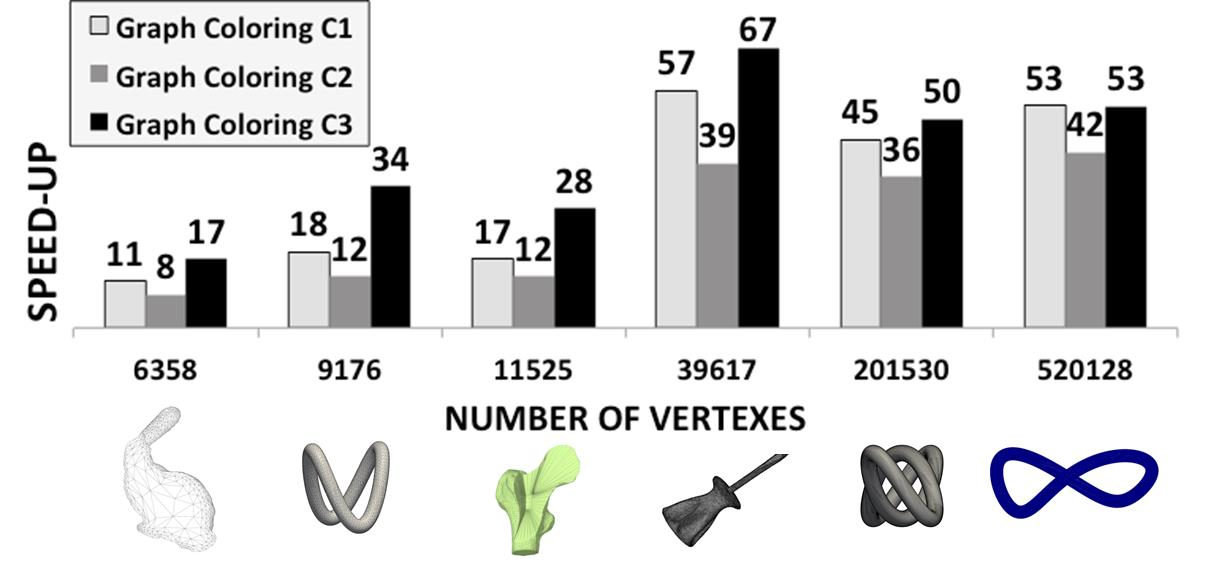 Graph Coloring C1
Graph Coloring C2
Graph Coloring C3
SPEED-UP
11 8 17
18 12 34
17 12 28
57 39 67
45 36 50
53 42 53
6358 9176 11525 39617 201530 520128
NUMBER OF VERTEXES